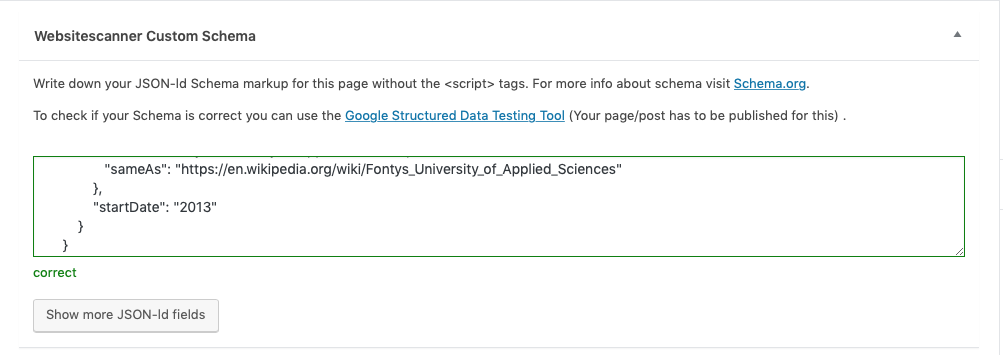 Websitescanner Custom Schema
Write down your JSON-ld Schema markup for this page without the <script> tags. For more info about schema visit Schema.org.
To check if your Schema is correct you can use the Google Structured Data Testing Tool (Your page/post has to be published for this) .
"sameAs": "https://en.wikipedia.org/wiki/Fontys_University_of_Applied_Sciences"
},
"startDate": "2013"
}
}
correct
Show more JSON-ld fields